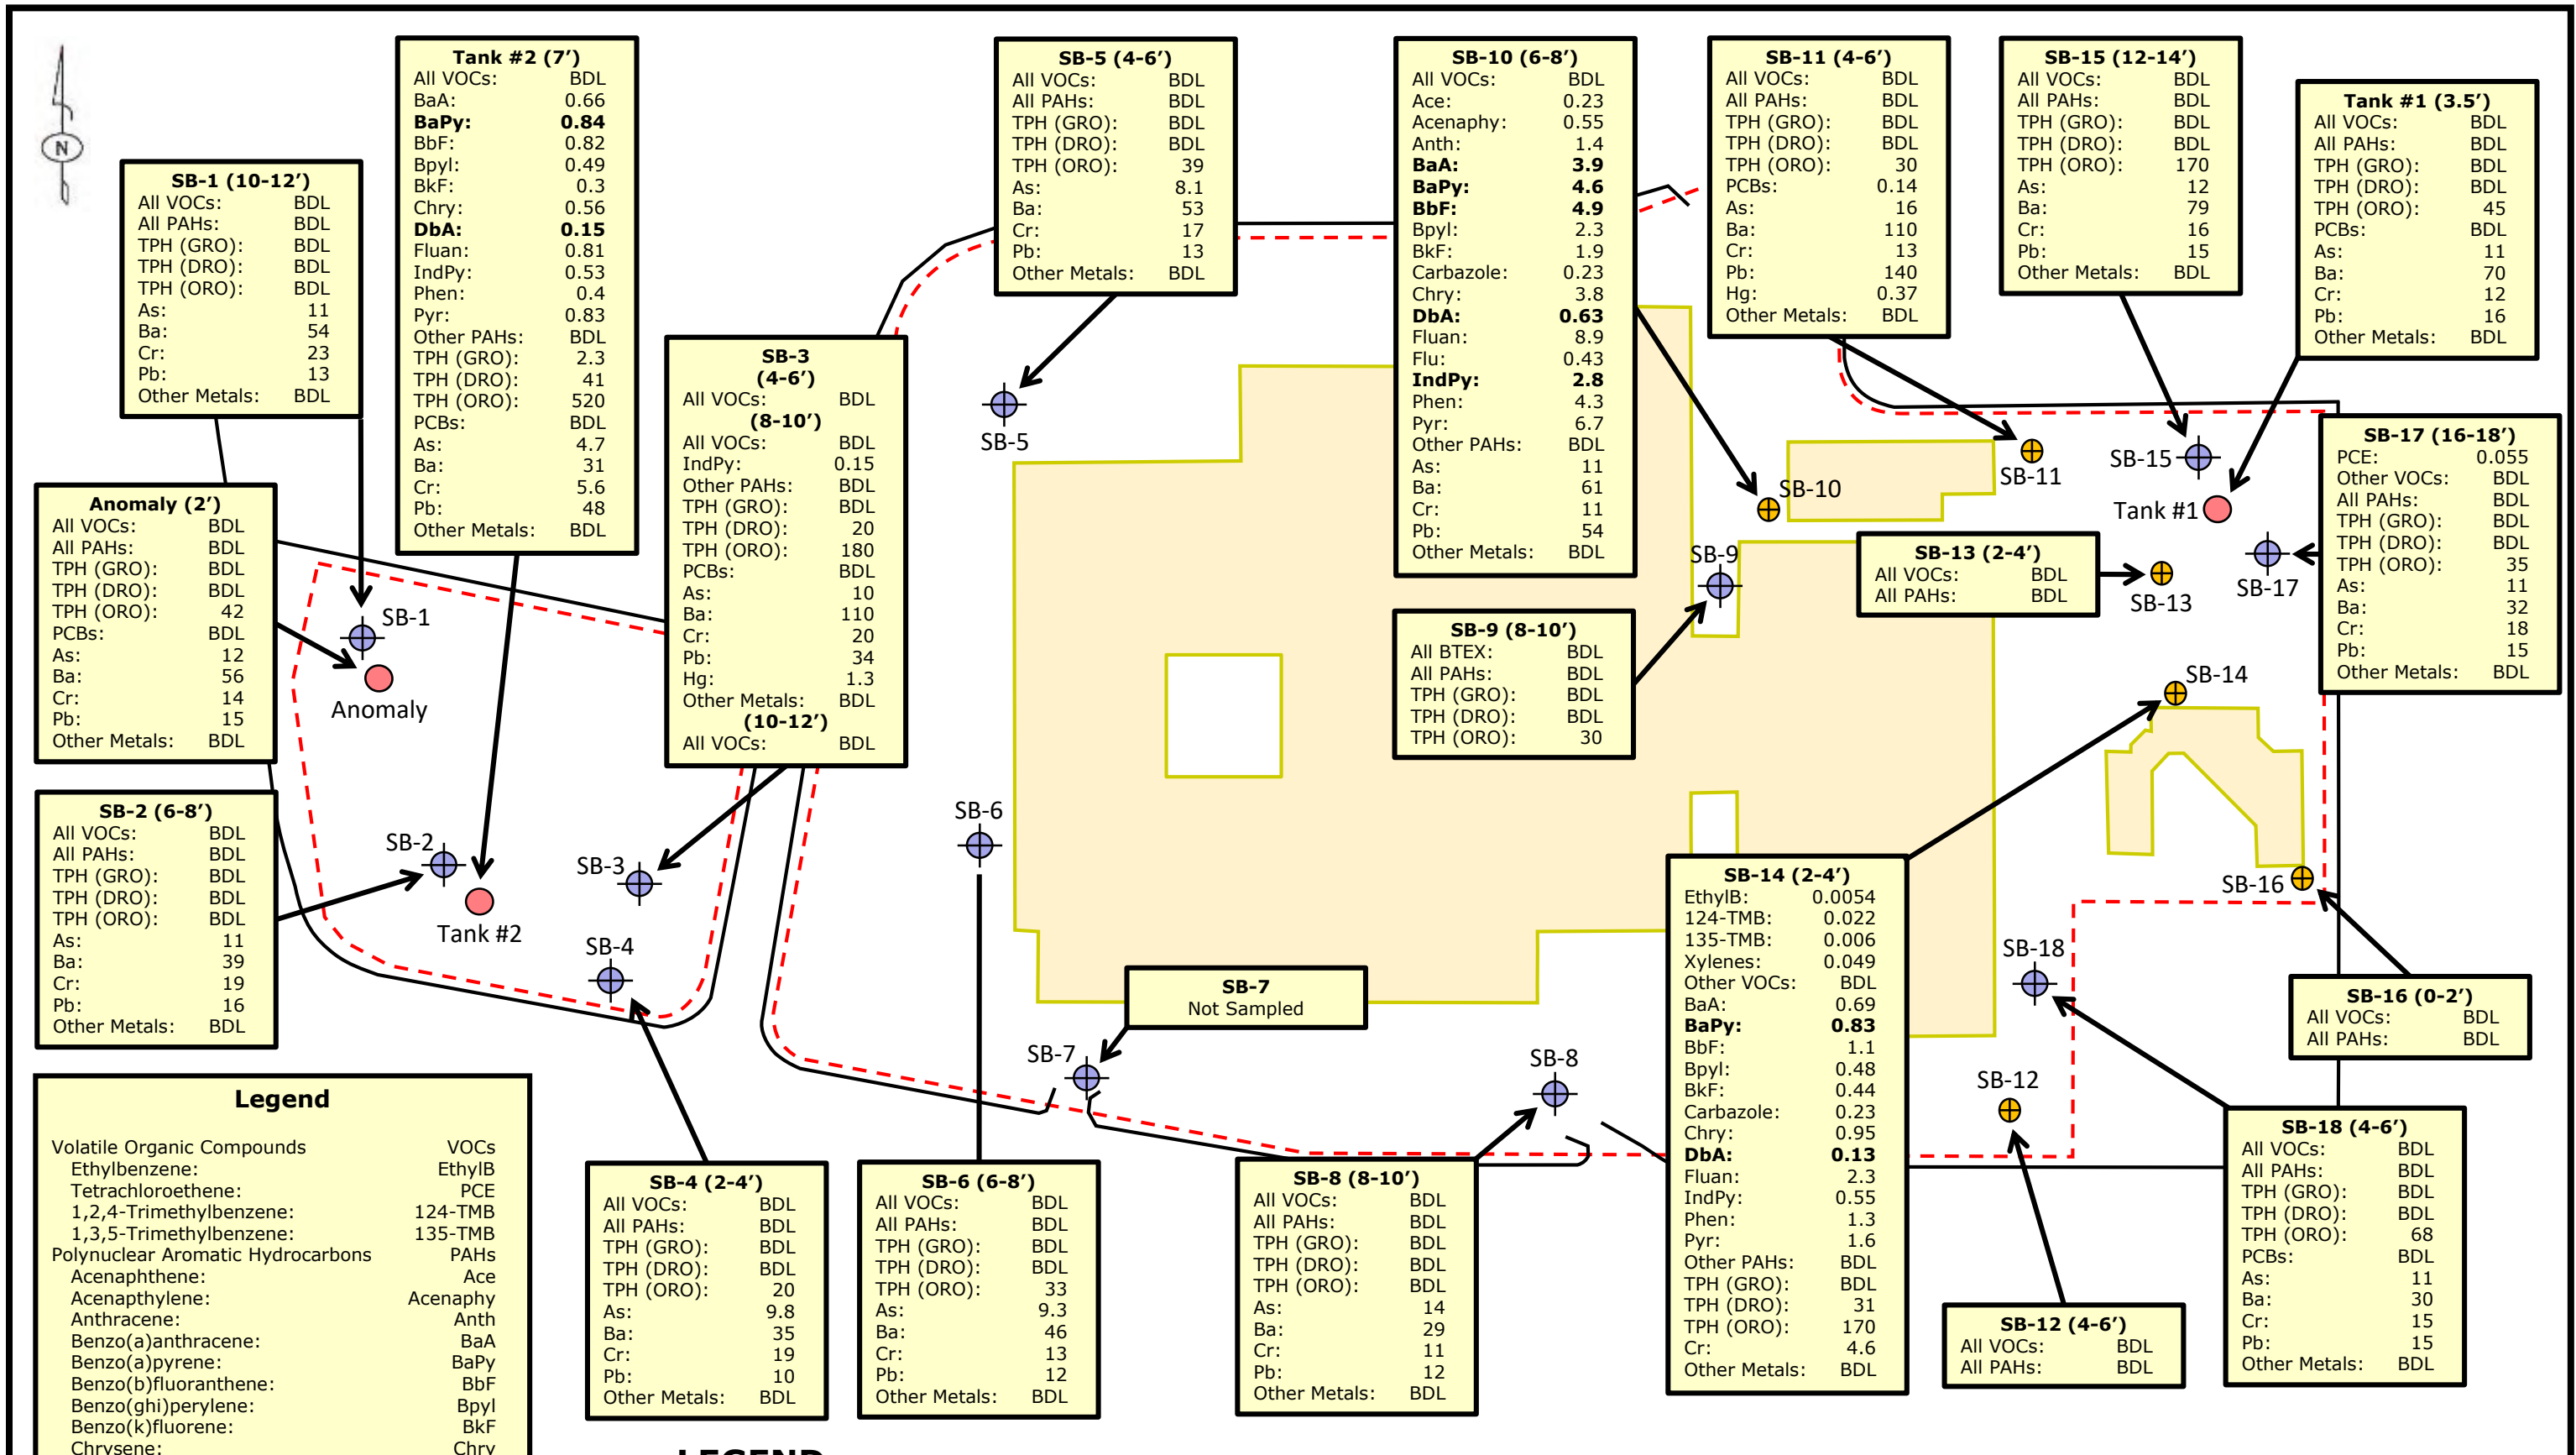 N
SB-1 (10-12’)
All VOCs: BDL
All PAHs: BDL
TPH (GRO): BDL
TPH (DRO): BDL
TPH (ORO): BDL
As: 11
Ba: 54
Cr: 23
Pb: 13
Other Metals: BDL
Tank #2 (7’)
All VOCs: BDL
BaA: 0.66
BaPy: 0.84
BbF: 0.82
Bpyl: 0.49
BkF: 0.3
Chry: 0.56
DbA: 0.15
Fluan: 0.81
IndPy: 0.53
Phen: 0.4
Pyr: 0.83
Other PAHs: BDL
TPH (GRO): 2.3
TPH (DRO): 41
TPH (ORO): 520
PCBs: BDL
As: 4.7
Ba: 31
Cr: 5.6
Pb: 48
Other Metals: BDL
SB-3
(4-6’)
All VOCs: BDL
(8-10’)
All VOCs: BDL
IndPy: 0.15
Other PAHs: BDL
TPH (GRO): BDL
TPH (DRO): 20
TPH (ORO): 180
PCBs: BDL
As: 10
Ba: 110
Cr: 20
Pb: 34
Hg: 1.3
Other Metals: BDL
(10-12’)
All VOCs: BDL
SB-5 (4-6’)
All VOCs: BDL
All PAHs: BDL
TPH (GRO): BDL
TPH (DRO): BDL
TPH (ORO): 39
As: 8.1
Ba: 53
Cr: 17
Pb: 13
Other Metals: BDL
SB-10 (6-8’)
All VOCs: BDL
Ace: 0.23
Acenaphy: 0.55
Anth: 1.4
BaA: 3.9
BaPy: 4.6
BbF: 4.9
Bpyl: 2.3
BkF: 1.9
Carbazole: 0.23
Chry: 3.8
DbA: 0.63
Fluan: 8.9
Flu: 0.43
IndPy: 2.8
Phen: 4.3
Pyr: 6.7
Other PAHs: BDL
As: 11
Ba: 61
Cr: 11
Pb: 54
Other Metals: BDL
SB-11 (4-6’)
All VOCs: BDL
All PAHs: BDL
TPH (GRO): BDL
TPH (DRO): BDL
TPH (ORO): 30
PCBs: 0.14
As: 16
Ba: 110
Cr: 13
Pb: 140
Hg: 0.37
Other Metals: BDL
SB-15 (12-14’)
All VOCs: BDL
All PAHs: BDL
TPH (GRO): BDL
TPH (DRO): BDL
TPH (ORO): 170
As: 12
Ba: 79
Cr: 16
Pb: 15
Other Metals: BDL
Tank #1 (3.5’)
All VOCs: BDL
All PAHs: BDL
TPH (GRO): BDL
TPH (DRO): BDL
TPH (ORO): 45
PCBs: BDL
As: 11
Ba: 70
Cr: 12
Pb: 16
Other Metals: BDL
SB-17 (16-18’)
PCE: 0.055
Other VOCs: BDL
All PAHs: BDL
TPH (GRO): BDL
TPH (DRO): BDL
TPH (ORO): 35
As: 11
Ba: 32
Cr: 18
Pb: 15
Other Metals: BDL
Anomaly (2’)
All VOCs: BDL
All PAHs: BDL
TPH (GRO): BDL
TPH (DRO): BDL
TPH (ORO): 42
PCBs: BDL
As: 12
Ba: 56
Cr: 14
Pb: 15
Other Metals: BDL
SB-2 (6-8’)
All VOCs: BDL
All PAHs: BDL
TPH (GRO): BDL
TPH (DRO): BDL
TPH (ORO): BDL
As: 11
Ba: 39
Cr: 19
Pb: 16
Other Metals: BDL
SB-9 (8-10’)
All BTEX: BDL
All PAHs: BDL
TPH (GRO): BDL
TPH (DRO): BDL
TPH (ORO): 30
SB-13 (2-4’)
All VOCs: BDL
All PAHs: BDL
SB-1
Anomaly
SB-2
Tank #2
SB-3
SB-4
SB-5
SB-6
SB-7
SB-8
SB-9
SB-10
SB-11
SB-15
Tank #1
SB-17
SB-13
SB-14
SB-16
SB-18
SB-12
SB-7
Not Sampled
SB-14 (2-4’)
EthylB: 0.0054
124-TMB: 0.022
135-TMB: 0.006
Xylenes: 0.049
Other VOCs: BDL
BaA: 0.69
BaPy: 0.83
BbF: 1.1
Bpyl: 0.48
BkF: 0.44
Carbazole: 0.23
Chry: 0.95
DbA: 0.13
Fluan: 2.3
IndPy: 0.55
Phen: 1.3
Pyr: 1.6
Other PAHs: BDL
TPH (GRO): BDL
TPH (DRO): 31
TPH (ORO): 170
Cr: 4.6
Other Metals: BDL
SB-16 (0-2’)
All VOCs: BDL
All PAHs: BDL
Legend
Volatile Organic Compounds VOCs
Ethylbenzene: EthylB
Tetrachloroethene: PCE
1,2,4-Trimethylbenzene: 124-TMB
1,3,5-Trimethylbenzene: 135-TMB
Polynuclear Aromatic Hydrocarbons PAHs
Acenaphthene: Ace
Acenapthylene: Acenaphy
Anthracene: Anth
Benzo(a)anthracene: BaA
Benzo(a)pyrene: BaPy
Benzo(b)fluoranthene: BbF
Benzo(ghi)perylene: Bpyl
Benzo(k)fluorene: BkF
Chrysene: Chry
SB-4 (2-4’)
All VOCs: BDL
All PAHs: BDL
TPH (GRO): BDL
TPH (DRO): BDL
TPH (ORO): 20
As: 9.8
Ba: 35
Cr: 19
Pb: 10
Other Metals: BDL
SB-6 (6-8’)
All VOCs: BDL
All PAHs: BDL
TPH (GRO): BDL
TPH (DRO): BDL
TPH (ORO): 33
As: 9.3
Ba: 46
Cr: 13
Pb: 12
Other Metals: BDL
SB-8 (8-10’)
All VOCs: BDL
All PAHs: BDL
TPH (GRO): BDL
TPH (DRO): BDL
TPH (ORO): BDL
As: 14
Ba: 29
Cr: 11
Pb: 12
Other Metals: BDL
SB-12 (4-6’)
All VOCs: BDL
All PAHs: BDL
SB-18 (4-6’)
All VOCs: BDL
All PAHs: BDL
TPH (GRO): BDL
TPH (DRO): BDL
TPH (ORO): 68
PCBs: BDL
As: 11
Ba: 30
Cr: 15
Pb: 15
Other Metals: BDL
LEGEND